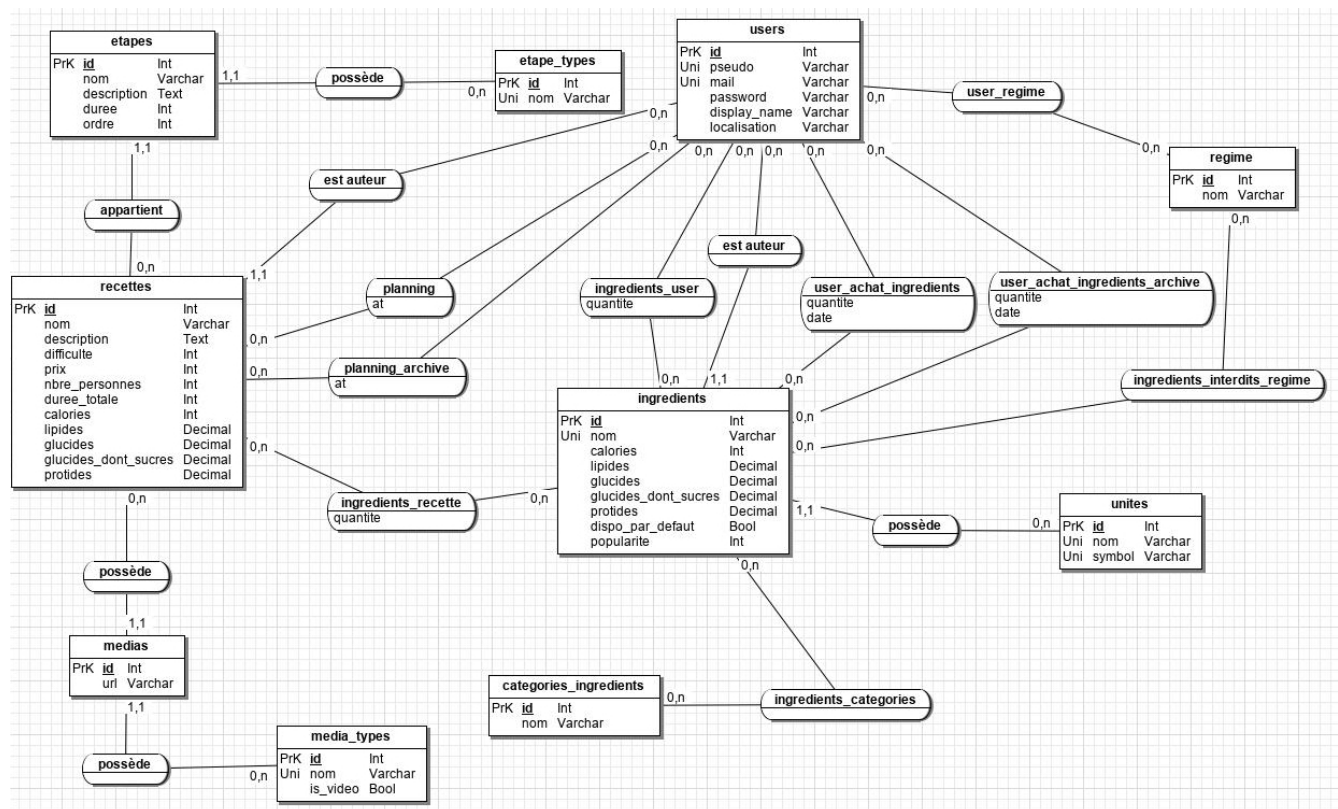 etapes
PrK id Int
nom Varchar
description Text
duree Int
ordre Int
1,1
possède
0,n
etape_types
PrK id Int
Uni nom Varchar
users
PrK id Int
Uni pseudo Varchar
Uni mail Varchar
password Varchar
display_name Varchar
localisation Varchar
0,n
user_regime
0,n
regime
PrK id Int
nom Varchar
0,n
1,1
appartient
0,n
est auteur
0,n
1,1
0,n
0,n
0,n
0,n
0,n
0,n
planning
at
0,n
planning_archive
at
0,n
ingredients_user
quantite
0,n
est auteur
1,1
user_achat_ingredients
quantite
date
0,n
user_achat_ingredients_archive
quantite
date
0,n
ingredients_interdits_regime
0,n
recettes
PrK id Int
nom Varchar
description Text
difficulte Int
prix Int
nbre_personnes Int
duree_totale Int
calories Int
lipides Decimal
glucides Decimal
glucides_dont_sucres Decimal
protides Decimal
0,n
ingredients_recette
quantite
0,n
ingredients
PrK id Int
Uni nom Varchar
calories Int
lipides Decimal
glucides Decimal
glucides_dont_sucres Decimal
protides Decimal
dispo_par_defaut Bool
popularite Int
1,1
possède
0,n
unites
PrK id Int
Uni nom Varchar
Uni symbol Varchar
0,n
possède
1,1
medias
PrK id Int
url Varchar
1,1
possède
0,n
media_types
PrK id Int
Uni nom Varchar
is_video Bool
0,n
categories_ingredients
PrK id Int
nom Varchar
0,n
ingredients_categories